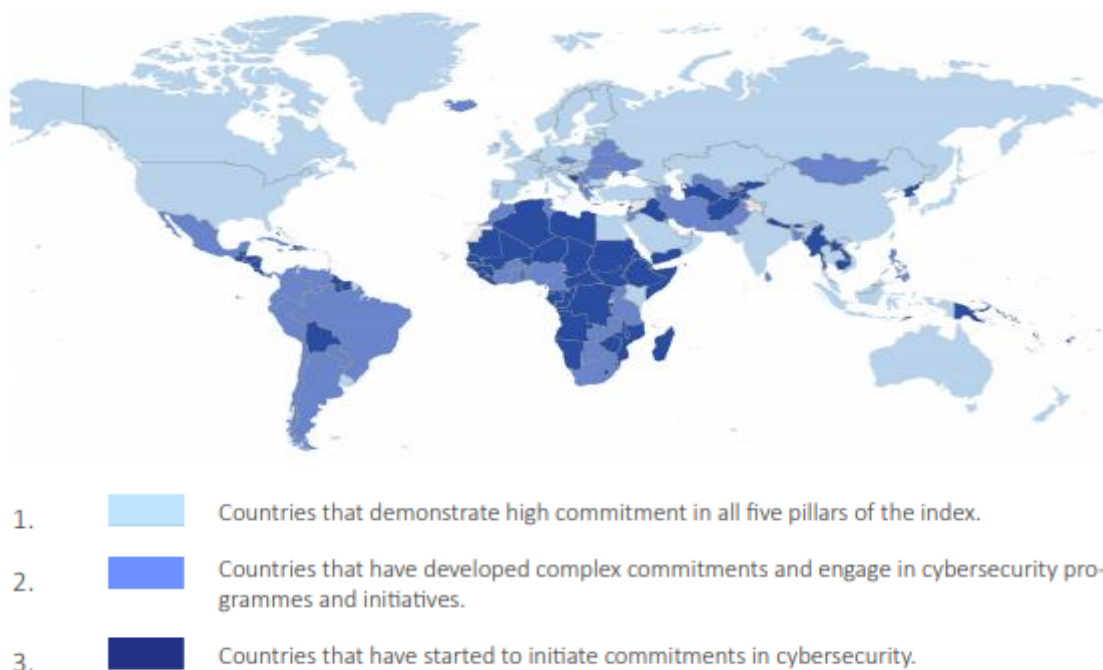 1. Countries that demonstrate high commitment in all five pillars of the index.
2. Countries that have developed complex commitments and engage in cybersecurity pro-
grammes and initiatives.
3. Countries that have started to initiate commitments in cybersecurity.